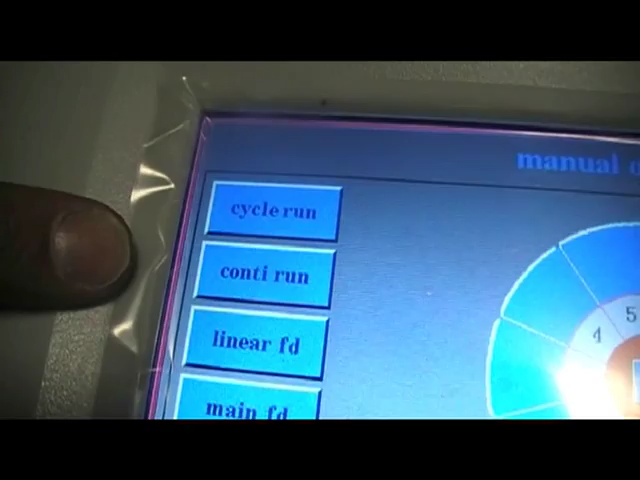 manual
cycle run
conti run
linear fd
main fd
5
4